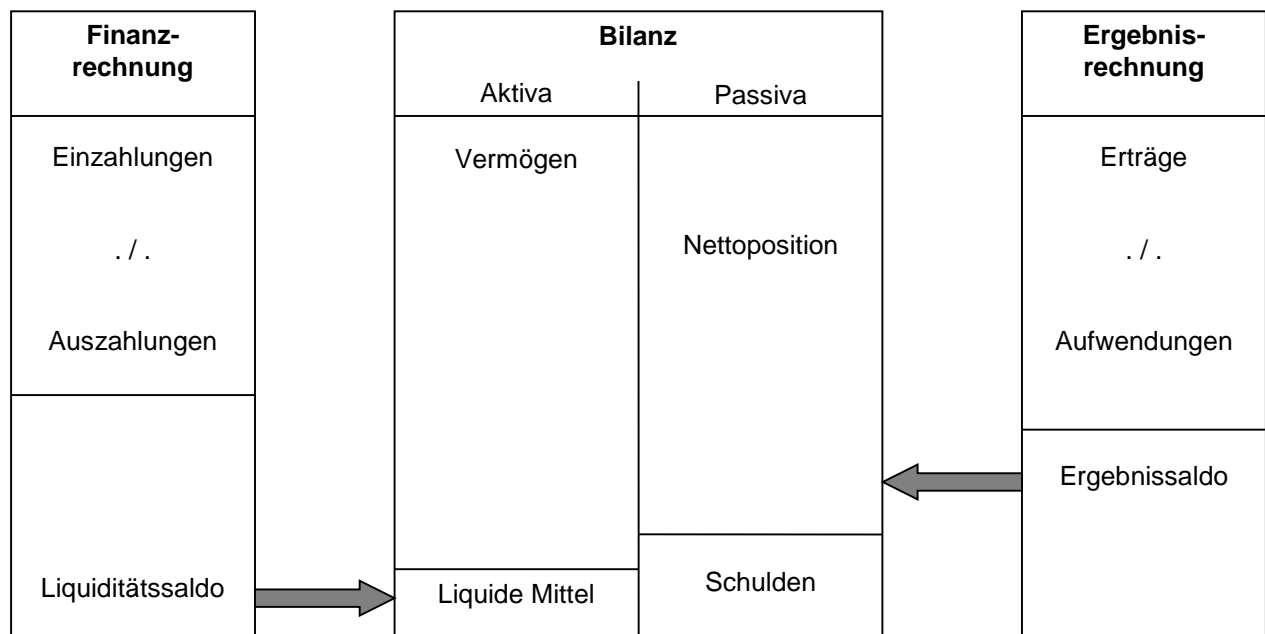 Finanz-
rechnung
Einzahlungen
. / .
Auszahlungen
Liquiditätssaldo
Bilanz
Aktiva
Passiva
Vermögen
Nettoposition
Liquide Mittel
Schulden
Ergebnis-
rechnung
Erträge
. / .
Aufwendungen
Ergebnissaldo